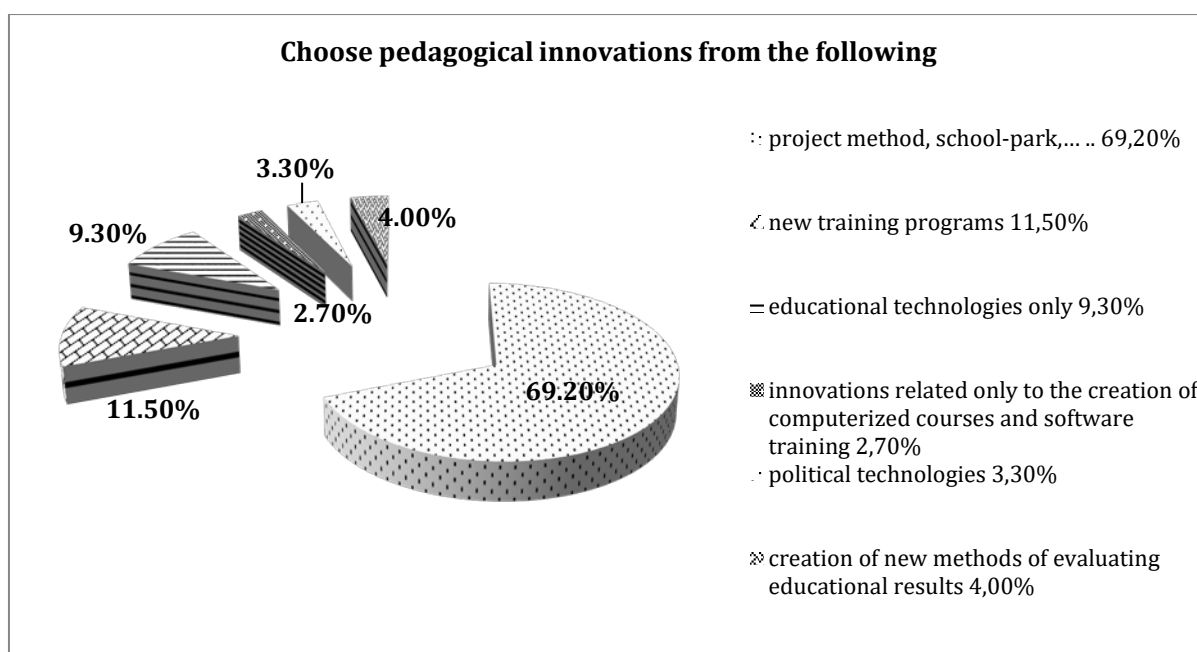 Choose pedagogical innovations from the following
3.30%
4.00%
9.30%
2.70%
69.20%
11.50%
project method, school-park,… .. 69,20%
new training programs 11,50%
educational technologies only 9,30%
innovations related only to the creation of
computerized courses and software
training 2,70%
political technologies 3,30%
creation of new methods of evaluating
educational results 4,00%